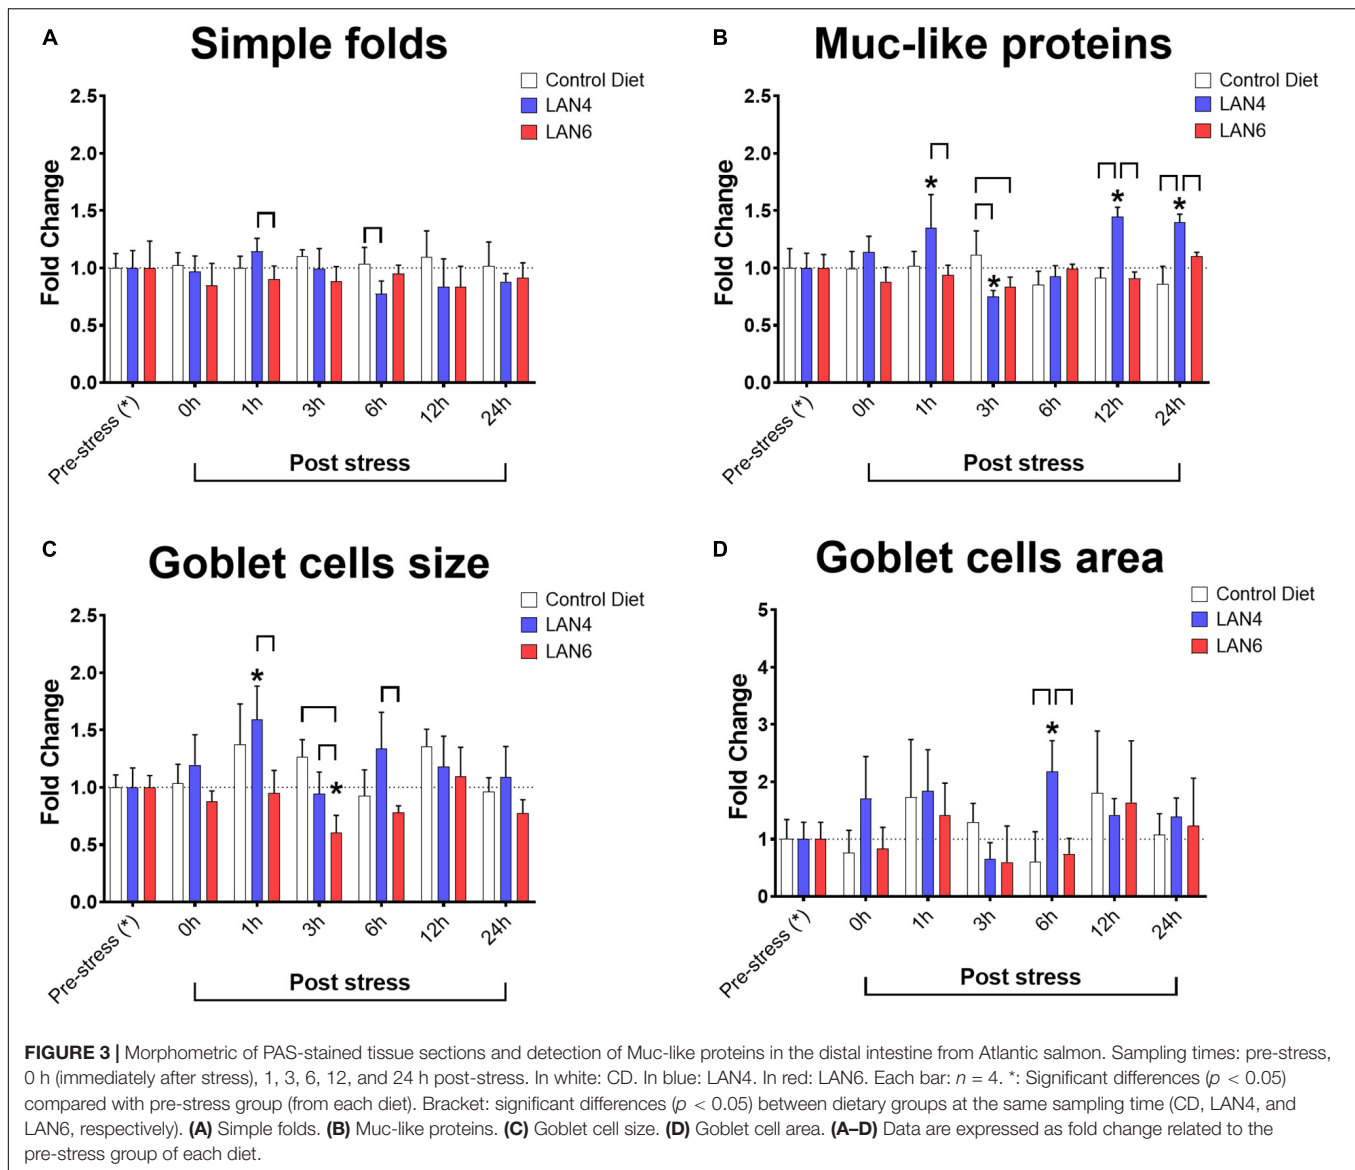 A
Simple folds
Control Diet
LAN4
LAN6
Fold Change
2.5
2.0
1.5
1.0
0.5
0.0
Pre-stress (*)
0h
1h
3h
6h
12h
24h
Post stress
B
Muc-like proteins
Control Diet
LAN4
LAN6
Fold Change
2.5
2.0
1.5
1.0
0.5
0.0
*
*
*
*
Pre-stress (*)
0h
1h
3h
6h
12h
24h
Post stress
C
Goblet cells size
Control Diet
LAN4
LAN6
Fold Change
2.5
2.0
1.5
1.0
0.5
0.0
*
*
Pre-stress (*)
0h
1h
3h
6h
12h
24h
Post stress
D
Goblet cells area
Control Diet
LAN4
LAN6
Fold Change
5
4
3
2
1
0
*
Pre-stress (*)
0h
1h
3h
6h
12h
24h
Post stress
FIGURE 3 | Morphometric of PAS-stained tissue sections and detection of Muc-like proteins in the distal intestine from Atlantic salmon. Sampling times: pre-stress,
0 h (immediately after stress), 1, 3, 6, 12, and 24 h post-stress. In white: CD. In blue: LAN4. In red: LAN6. Each bar: n = 4. *: Significant differences (p < 0.05)
compared with pre-stress group (from each diet). Bracket: significant differences (p < 0.05) between dietary groups at the same sampling time (CD, LAN4, and
LAN6, respectively). (A) Simple folds. (B) Muc-like proteins. (C) Goblet cell size. (D) Goblet cell area. (A–D) Data are expressed as fold change related to the
pre-stress group of each diet.